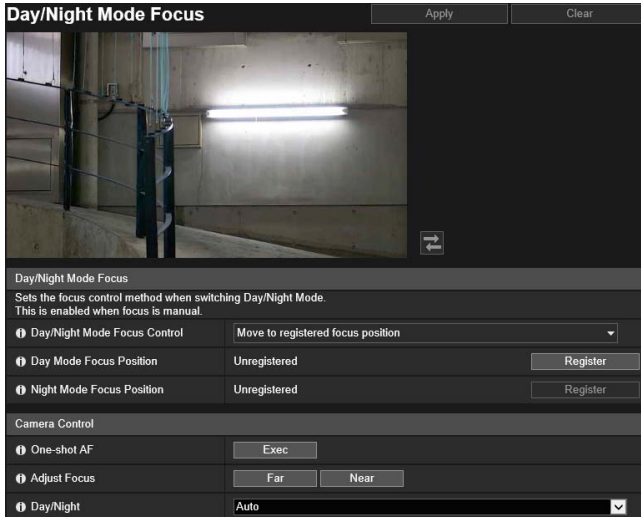 Day/Night Mode Focus Apply Clear
Day/Night Mode Focus
Sets the focus control method when switching Day/Night Mode.
This is enabled when focus is manual.
Day/Night Mode Focus Control Move to registered focus position
Day Mode Focus Position Unregistered Register
Night Mode Focus Position Unregistered Register
Camera Control
One-shot AF Exec
Adjust Focus Far Near
Day/Night Auto